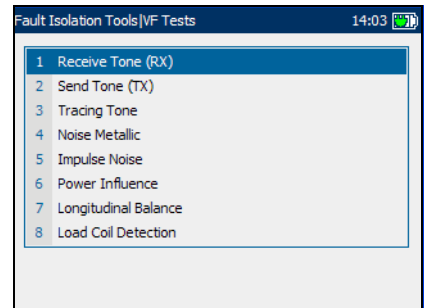 Fault Isolation Tools|VF Tests 14:03
1 Receive Tone (RX)
2 Send Tone (TX)
3 Tracing Tone
4 Noise Metallic
5 Impulse Noise
6 Power Influence
7 Longitudinal Balance
8 Load Coil Detection